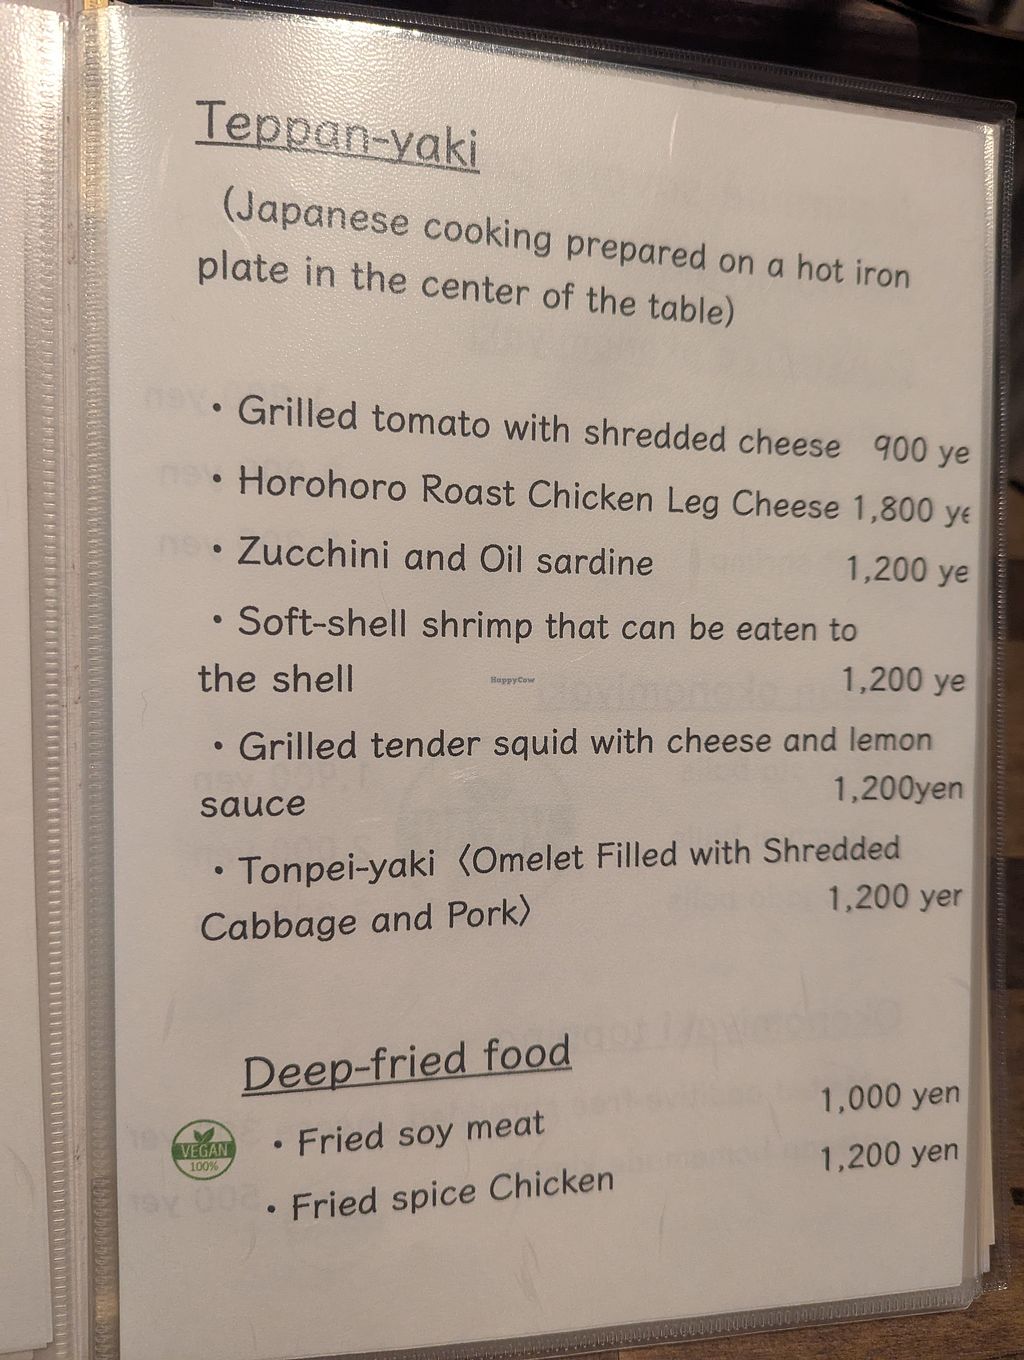 Teppan-yaki
(Japanese cooking prepared on a hot iron
plate in the center of the table)
・Grilled tomato with shredded cheese 900 ye
・Horohoro Roast Chicken Leg Cheese 1,800 ye
・Zucchini and Oil sardine 1,200 ye
・Soft-shell shrimp that can be eaten to
the shell 1,200 ye
HappyCow
・Grilled tender squid with cheese and lemon
sauce 1,200yen
・Tonpei-yaki〈Omelet Filled with Shredded
Cabbage and Pork〉 1,200 yer
Deep-fried food
VEGAN
100%
・Fried soy meat 1,000 yen
・Fried spice Chicken 1,200 yen